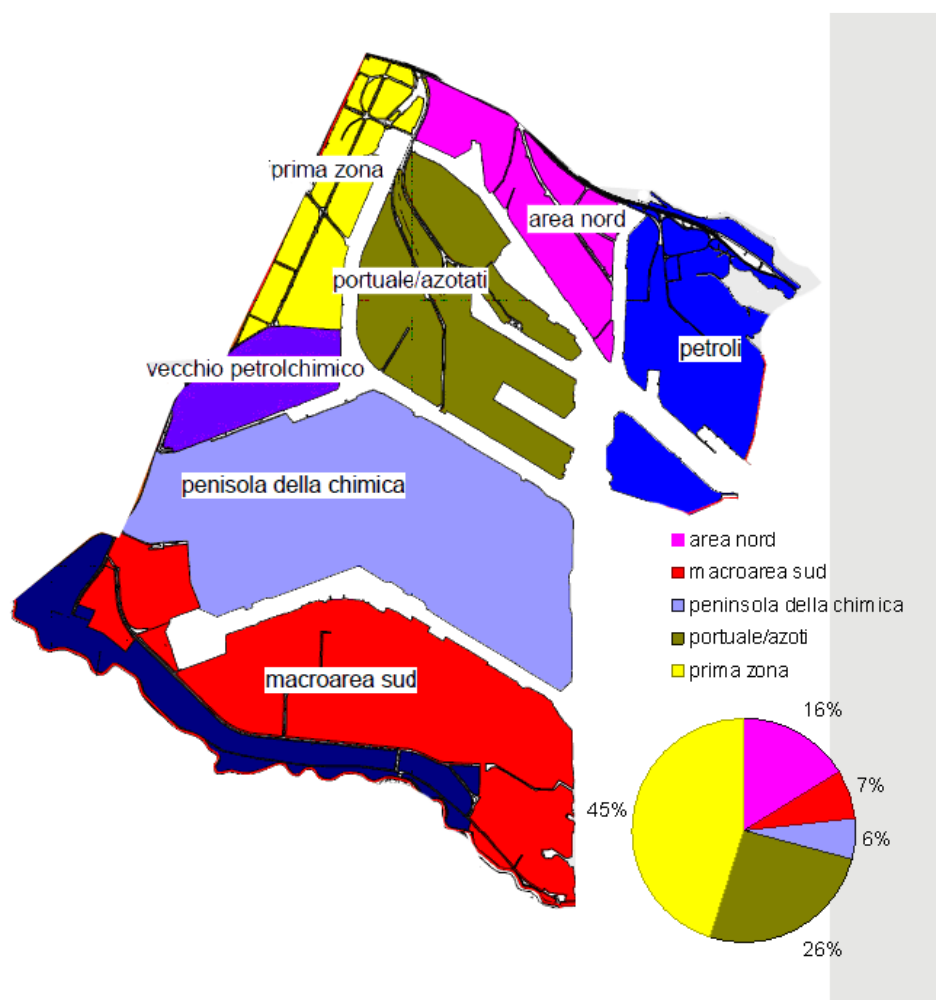 prima zona
area nord
portuale/azotati
petroli
vecchio petrolchimico
penisola della chimica
macroarea sud
area nord
macroarea sud
peninsola della chimica
portuale/azoti
prima zona
16%
7%
6%
26%
45%